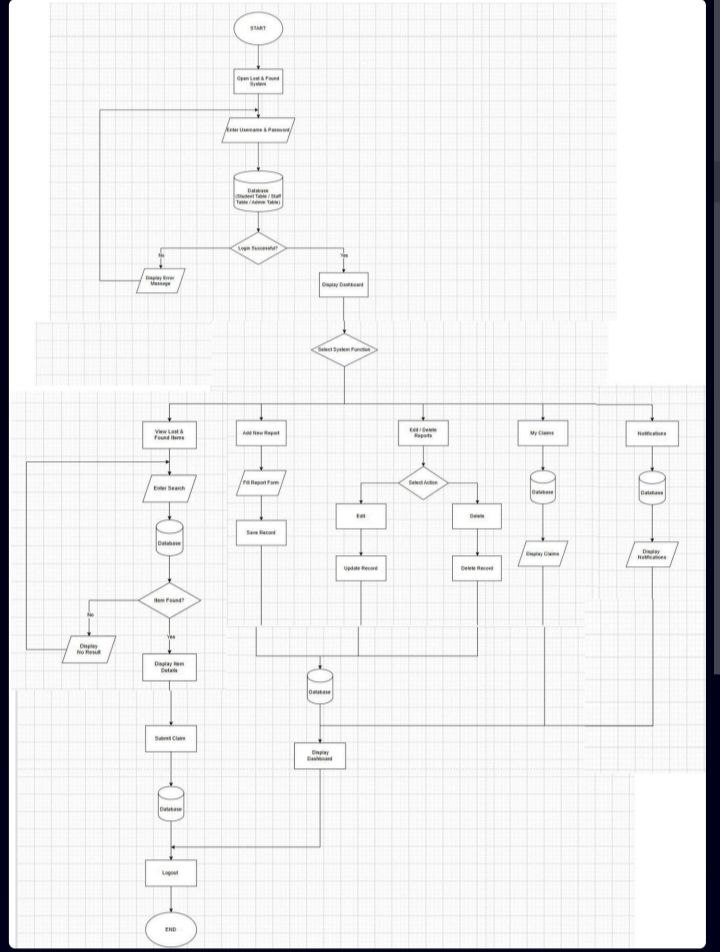 START
Open Lost & Found
System
Enter Username & Password
Database
(Student Table / Staff
Table / Admin Table)
Login Successful?
No
Yes
Display Error
Message
Display Dashboard
Select System Function
View Lost &
Found Items
Add New Report
Edit / Delete
Reports
My Claims
Notifications
Enter Search
Fill Report Form
Select Action
Database
Database
Edit
Delete
Save Record
Database
Display Claims
Display
Notifications
Update Record
Delete Record
Item Found?
No
Yes
Display
No Result
Display Item
Details
Database
Submit Claim
Display
Dashboard
Database
Logout
END